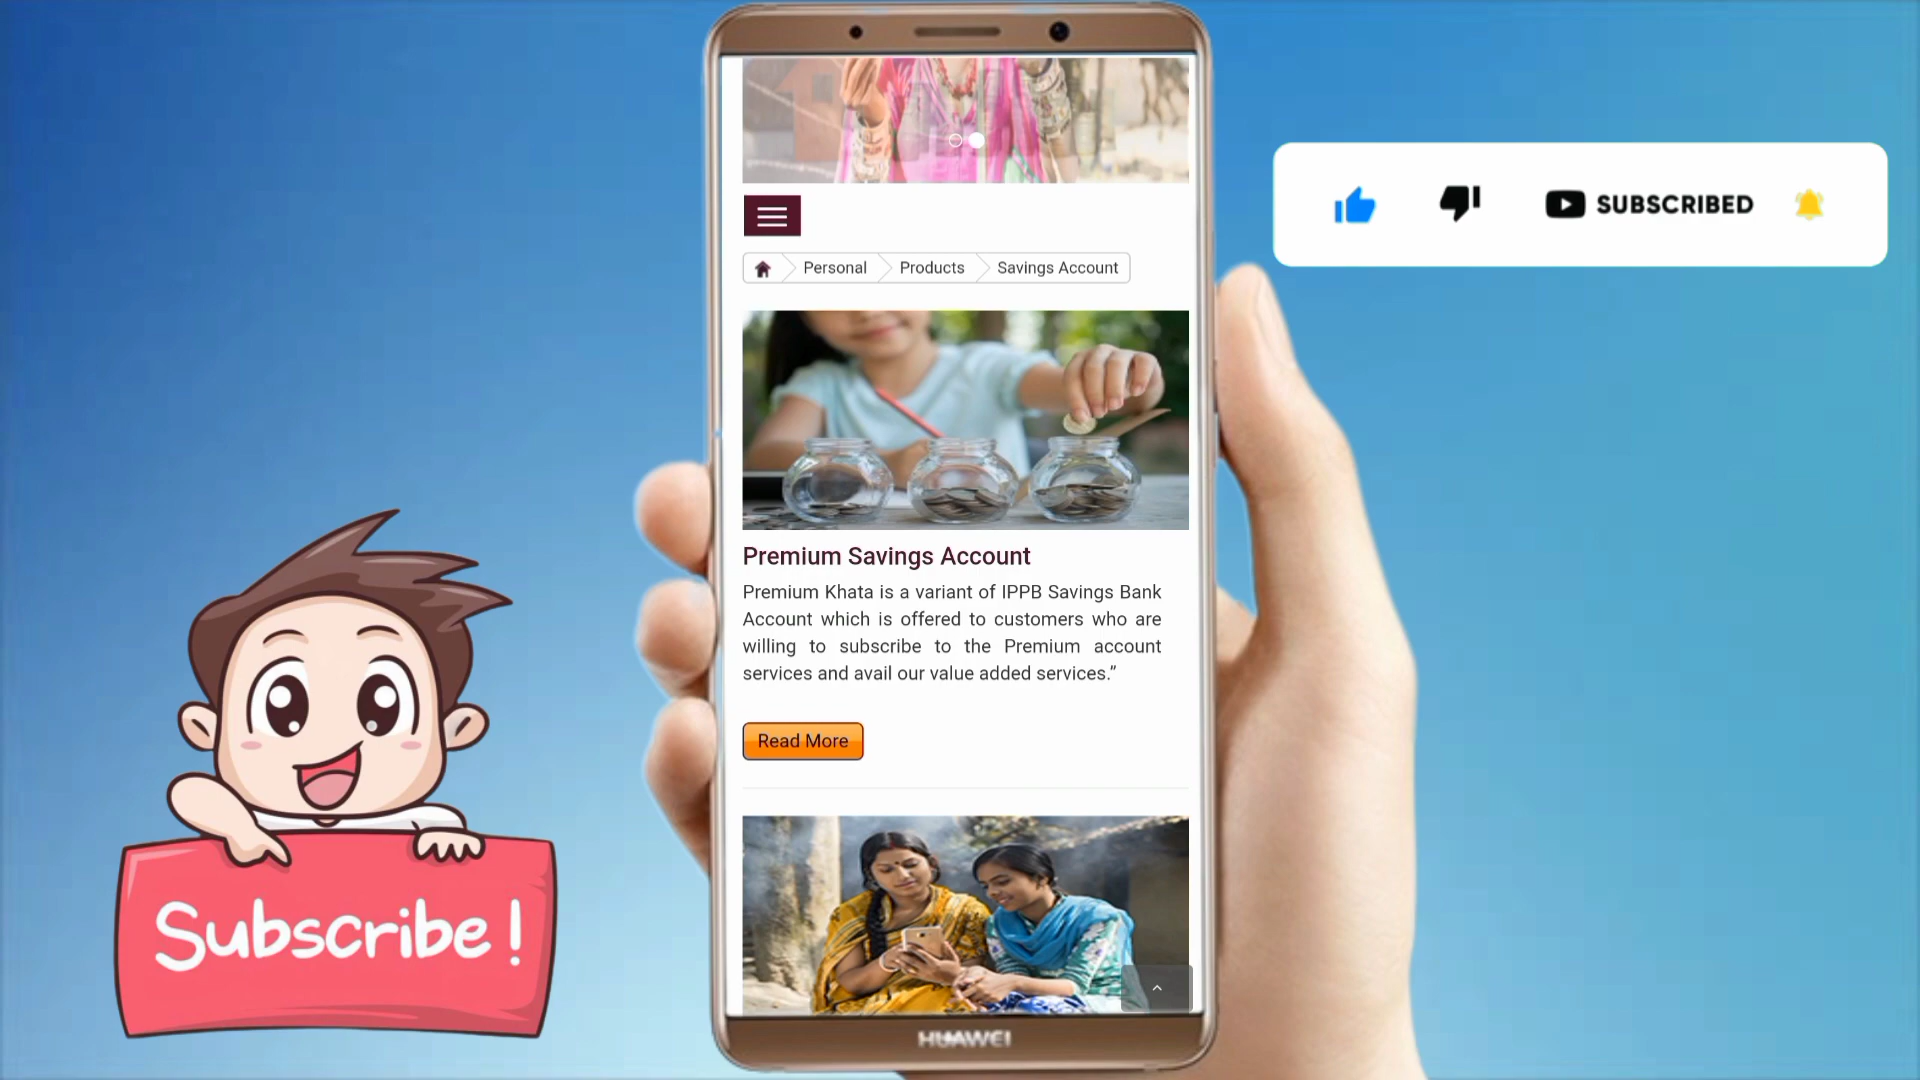 SUBSCRIBED
Personal
Products
Savings Account
Premium Savings Account
Premium Khata is a variant of IPPB Savings Bank
Account which is offered to customers who are
willing to subscribe to the Premium account
services and avail our value added services.”
Read More
Subscribe!
HUAWEI